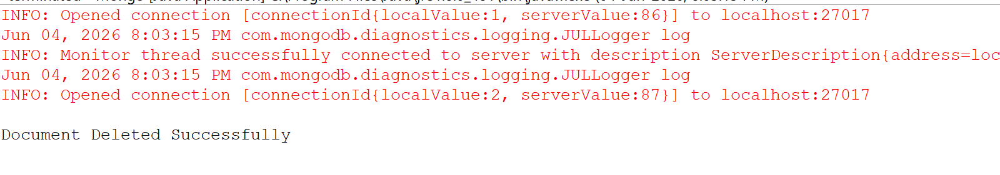 INFO: Opened connection [connectionId{localValue:1, serverValue:86}] to localhost:27017
Jun 04, 2026 8:03:15 PM com.mongodb.diagnostics.logging.JULLogger log
INFO: Monitor thread successfully connected to server with description ServerDescription{address=loc
Jun 04, 2026 8:03:15 PM com.mongodb.diagnostics.logging.JULLogger log
INFO: Opened connection [connectionId{localValue:2, serverValue:87}] to localhost:27017
Document Deleted Successfully